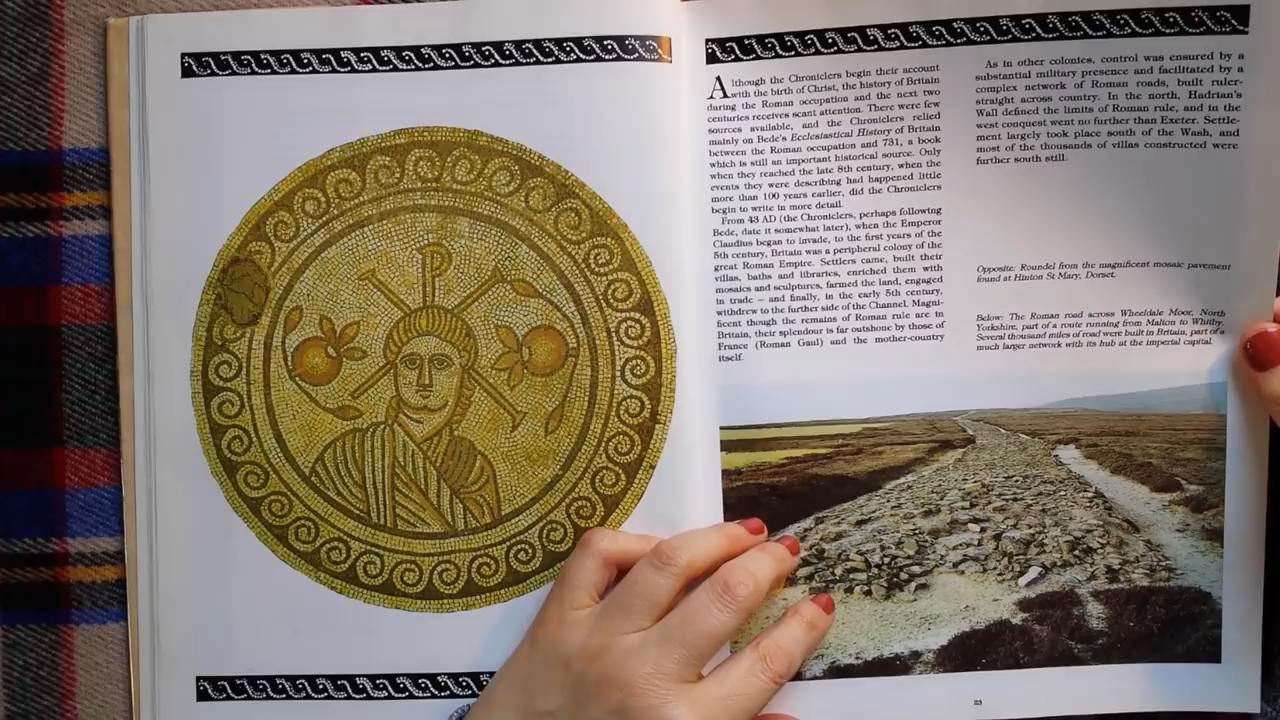 Although the Chroniclers begin their account
with the birth of Christ, the history of Britain
during the Roman occupation and the next two
centuries receives scant attention. There were few
sources available, and the Chroniclers relied
mainly on Bede's Ecclesiastical History of Britain
between the Roman occupation and 731, a book
which is still an important historical source. Only
when they reached the late 8th century, when the
events they were describing had happened little
more than 100 years earlier, did the Chroniclers
begin to write in more detail.
From 43 AD (the Chroniclers, perhaps following
Bede, date it somewhat later), when the Emperor
Claudius began to invade, to the first years of the
5th century, Britain was a peripheral colony of the
great Roman Empire. Settlers came, built their
villas, baths and libraries, enriched them with
mosaics and sculptures, farmed the land, engaged
in trade – and finally, in the early 5th century,
withdrew to the further side of the Channel. Magni-
ficent though the remains of Roman rule are in
Britain, their splendour is far outshone by those of
France (Roman Gaul) and the mother-country
itself.
As in other colonies, control was ensured by a
substantial military presence and facilitated by a
complex network of Roman roads, built ruler-
straight across country. In the north, Hadrian's
Wall defined the limits of Roman rule, and in the
west conquest went no further than Exeter. Settle-
ment largely took place south of the Wash, and
most of the thousands of villas constructed were
further south still.
Opposite: Roundel from the magnificent mosaic pavement
found at Hinton St Mary, Dorset.
Below: The Roman road across Wheeldale Moor, North
Yorkshire, part of a route running from Malton to Whitby.
Several thousand miles of road were built in Britain, part of a
much larger network with its hub at the imperial capital.